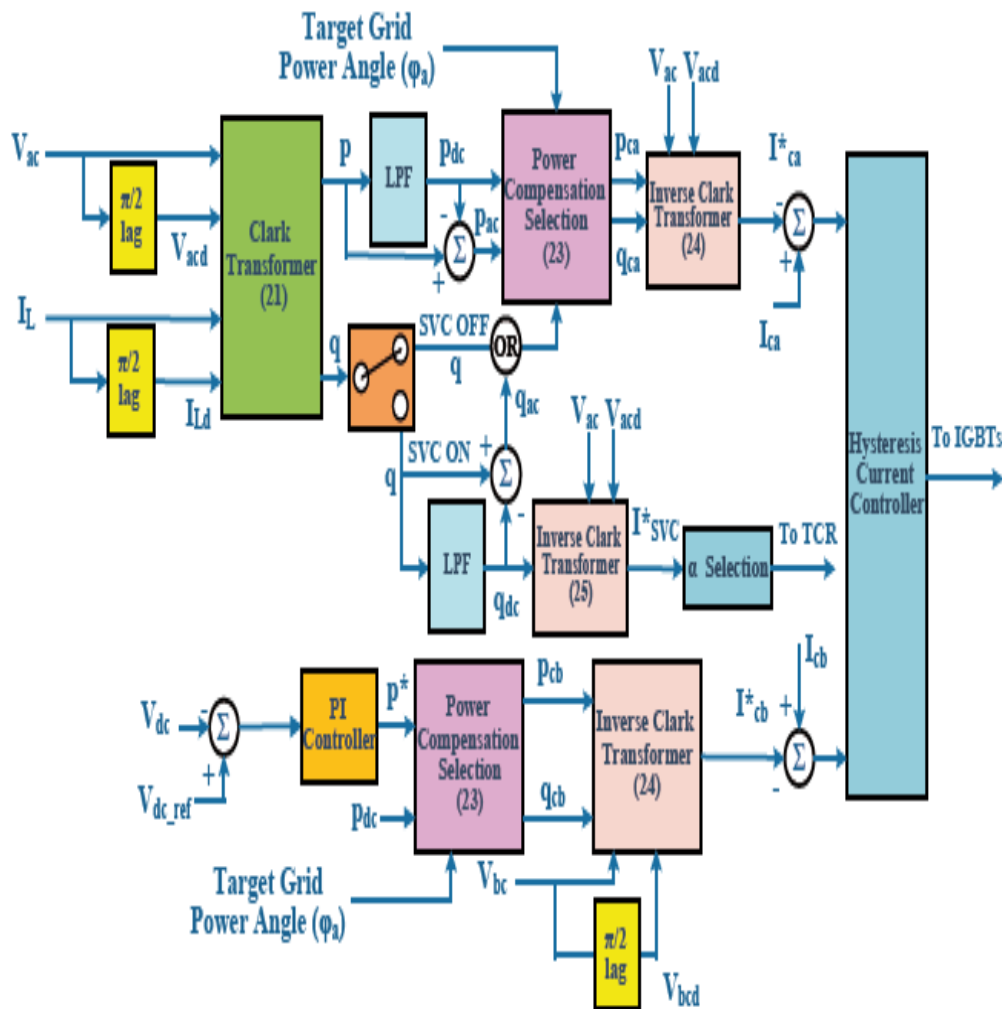 Target Grid
Power Angle (φa)
Vac
Vacd
Vac
π/2
lag
Vacd
Clark
Transformer
(21)
p
LPF
pdc
-
Σ
+
pac
Power
Compensation
Selection
(23)
pca
qca
Inverse Clark
Transformer
(24)
I*ca
-
Σ
+
Ica
IL
π/2
lag
ILd
q
SVC OFF
q
OR
qac
SVC ON
q
+
Σ
-
LPF
qdc
Vac
Vacd
Inverse Clark
Transformer
(25)
I*SVC
α Selection
To TCR
Hysteresis
Current
Controller
To IGBTs
Vdc
-
Σ
+
Vdc_ref
PI
Controller
p*
pdc
Power
Compensation
Selection
(23)
pcb
qcb
Inverse Clark
Transformer
(24)
Icb
I*cb
+
Σ
-
Target Grid
Power Angle (φa)
Vbc
π/2
lag
Vbcd